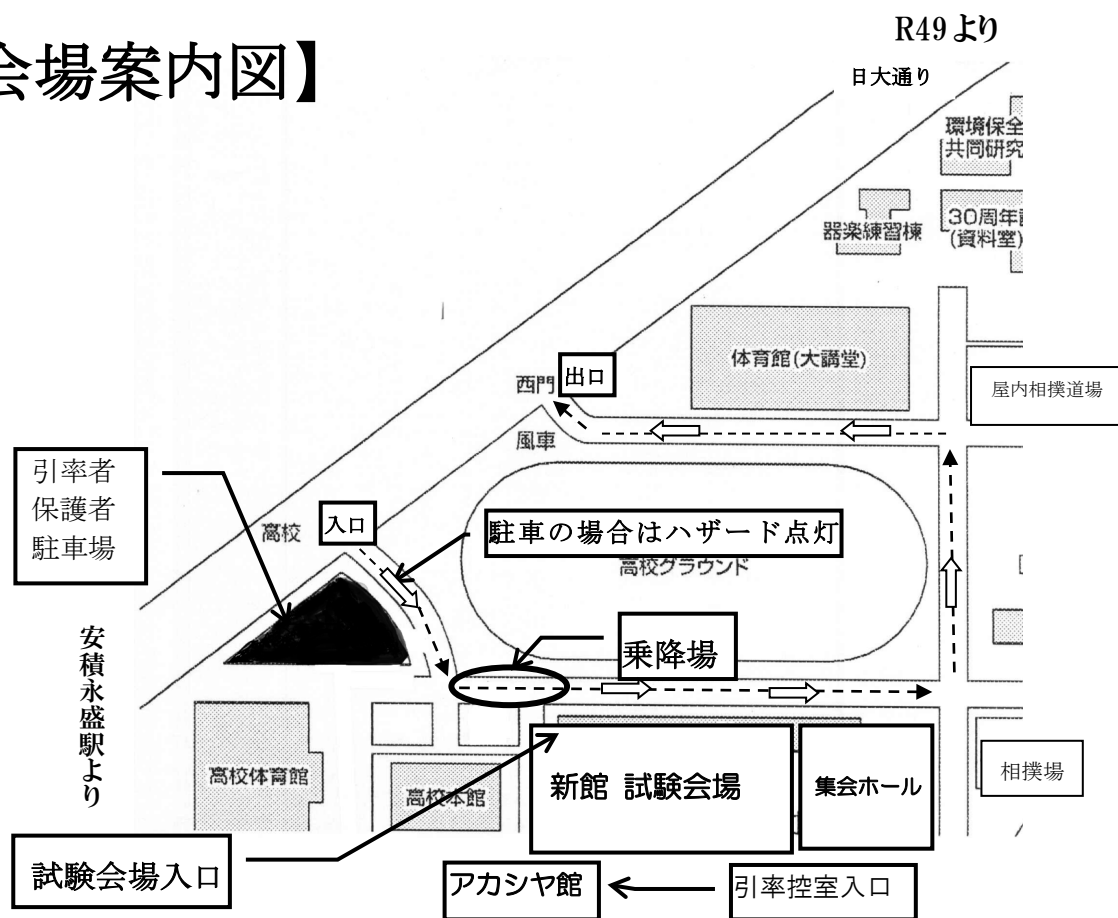 R49より
会場案内図】
日大通り
環境保全
共同研究
器楽練習棟
30周年
(資料室)
体育館(大講堂)
西門
出口
屋内相撲道場
風車
引率者
保護者
駐車場
高校
入口
駐車の場合はハザード点灯
高校グラウンド
安積永盛駅より
乗降場
高校体育館
高校本館
新館 試験会場
集会ホール
相撲場
試験会場入口
アカシヤ館
引率控室入口